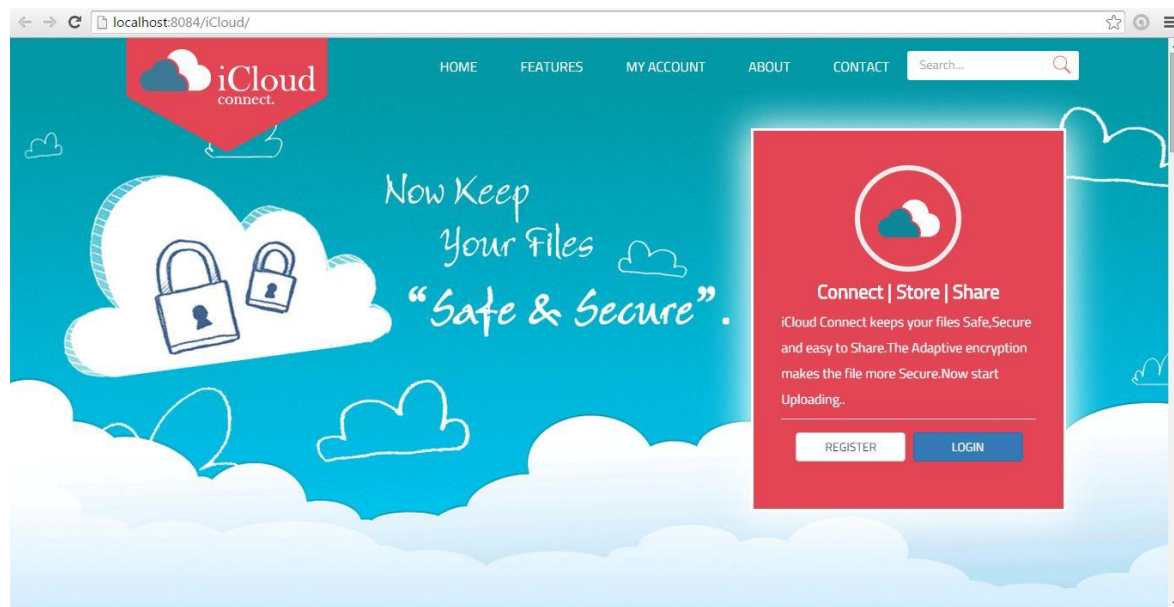 localhost:8084/iCloud/
iCloud
connect.
HOME FEATURES MY ACCOUNT ABOUT CONTACT Search...
Now Keep
Your Files
“Safe & Secure”.
Connect | Store | Share
iCloud Connect keeps your files Safe,Secure
and easy to Share.The Adaptive encryption
makes the file more Secure.Now start
Uploading..
REGISTER LOGIN